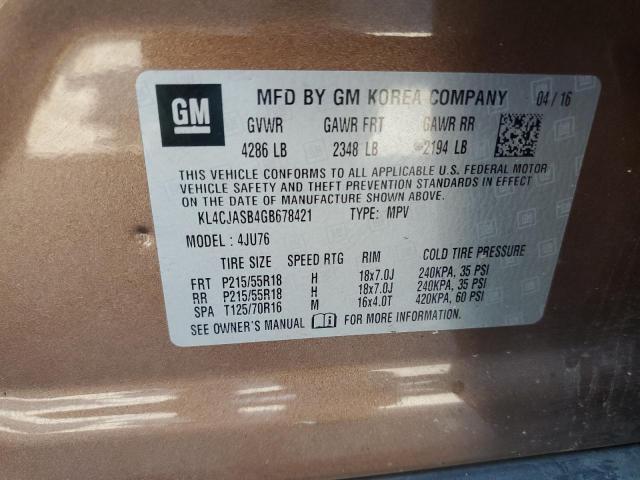 GM
MFD BY GM KOREA COMPANY 04 / 16
GVWR GAWR FRT GAWR RR
4286 LB 2348 LB 2194 LB
THIS VEHICLE CONFORMS TO ALL APPLICABLE U.S. FEDERAL MOTOR
VEHICLE SAFETY AND THEFT PREVENTION STANDARDS IN EFFECT
ON THE DATE OF MANUFACTURE SHOWN ABOVE.
KL4CJASB4GB678421 TYPE : MPV
MODEL : 4JU76
TIRE SIZE SPEED RTG RIM COLD TIRE PRESSURE
FRT P215/55R18 H 18x7.0J 240KPA, 35 PSI
RR P215/55R18 H 18x7.0J 240KPA, 35 PSI
SPA T125/70R16 M 16x4.0T 420KPA, 60 PSI
SEE OWNER'S MANUAL FOR MORE INFORMATION.